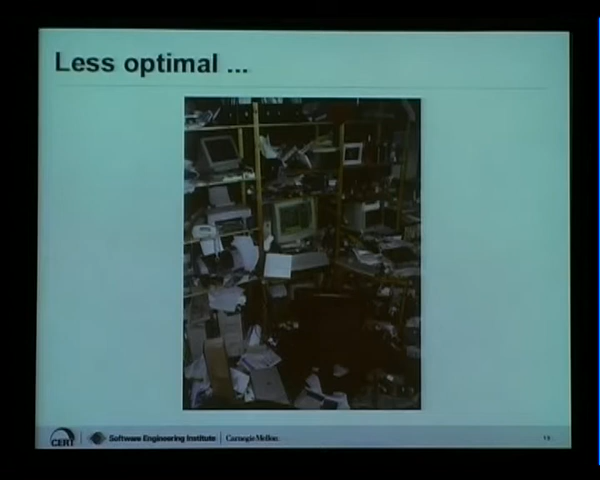 Less optimal ...
CERT
Software Engineering Institute
Carnegie Mellon